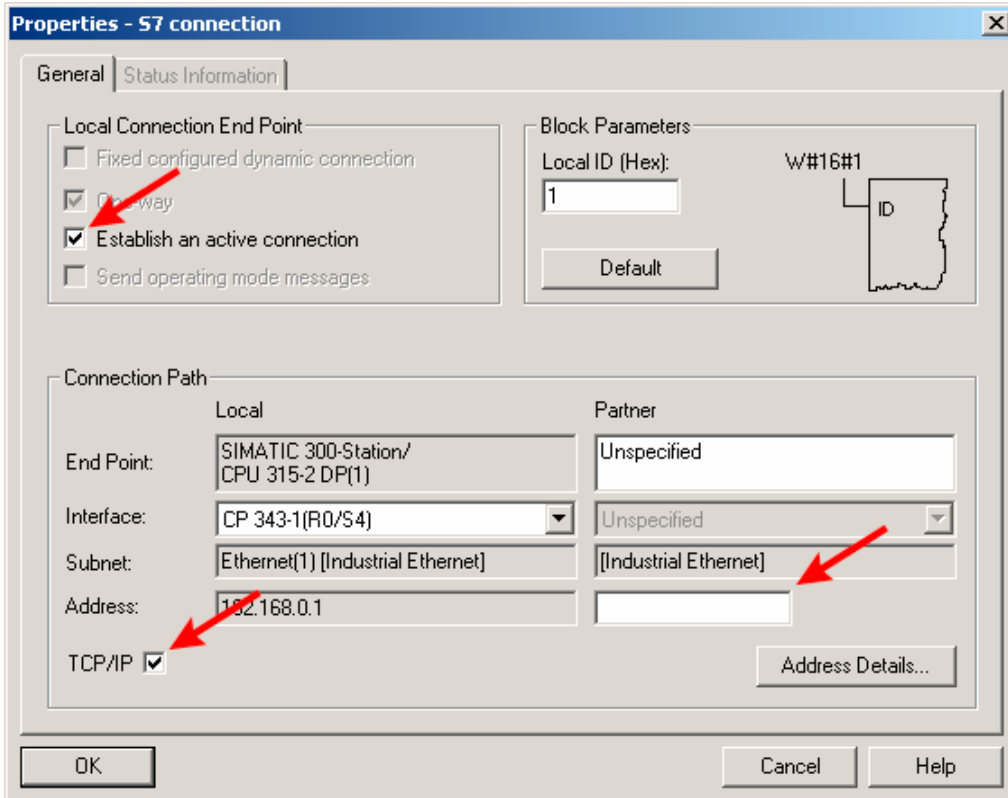 Properties - S7 connection
General
Status Information
Local Connection End Point
Fixed configured dynamic connection
One-way
Establish an active connection
Send operating mode messages
Block Parameters
Local ID (Hex):
W#16#1
1
ID
Default
Connection Path
Local
Partner
End Point:
SIMATIC 300-Station/
CPU 315-2 DP(1)
Unspecified
Interface:
CP 343-1(R0/S4)
Unspecified
Subnet:
Ethernet(1) [Industrial Ethernet]
[Industrial Ethernet]
Address:
192.168.0.1
TCP/IP
Address Details...
OK
Cancel
Help